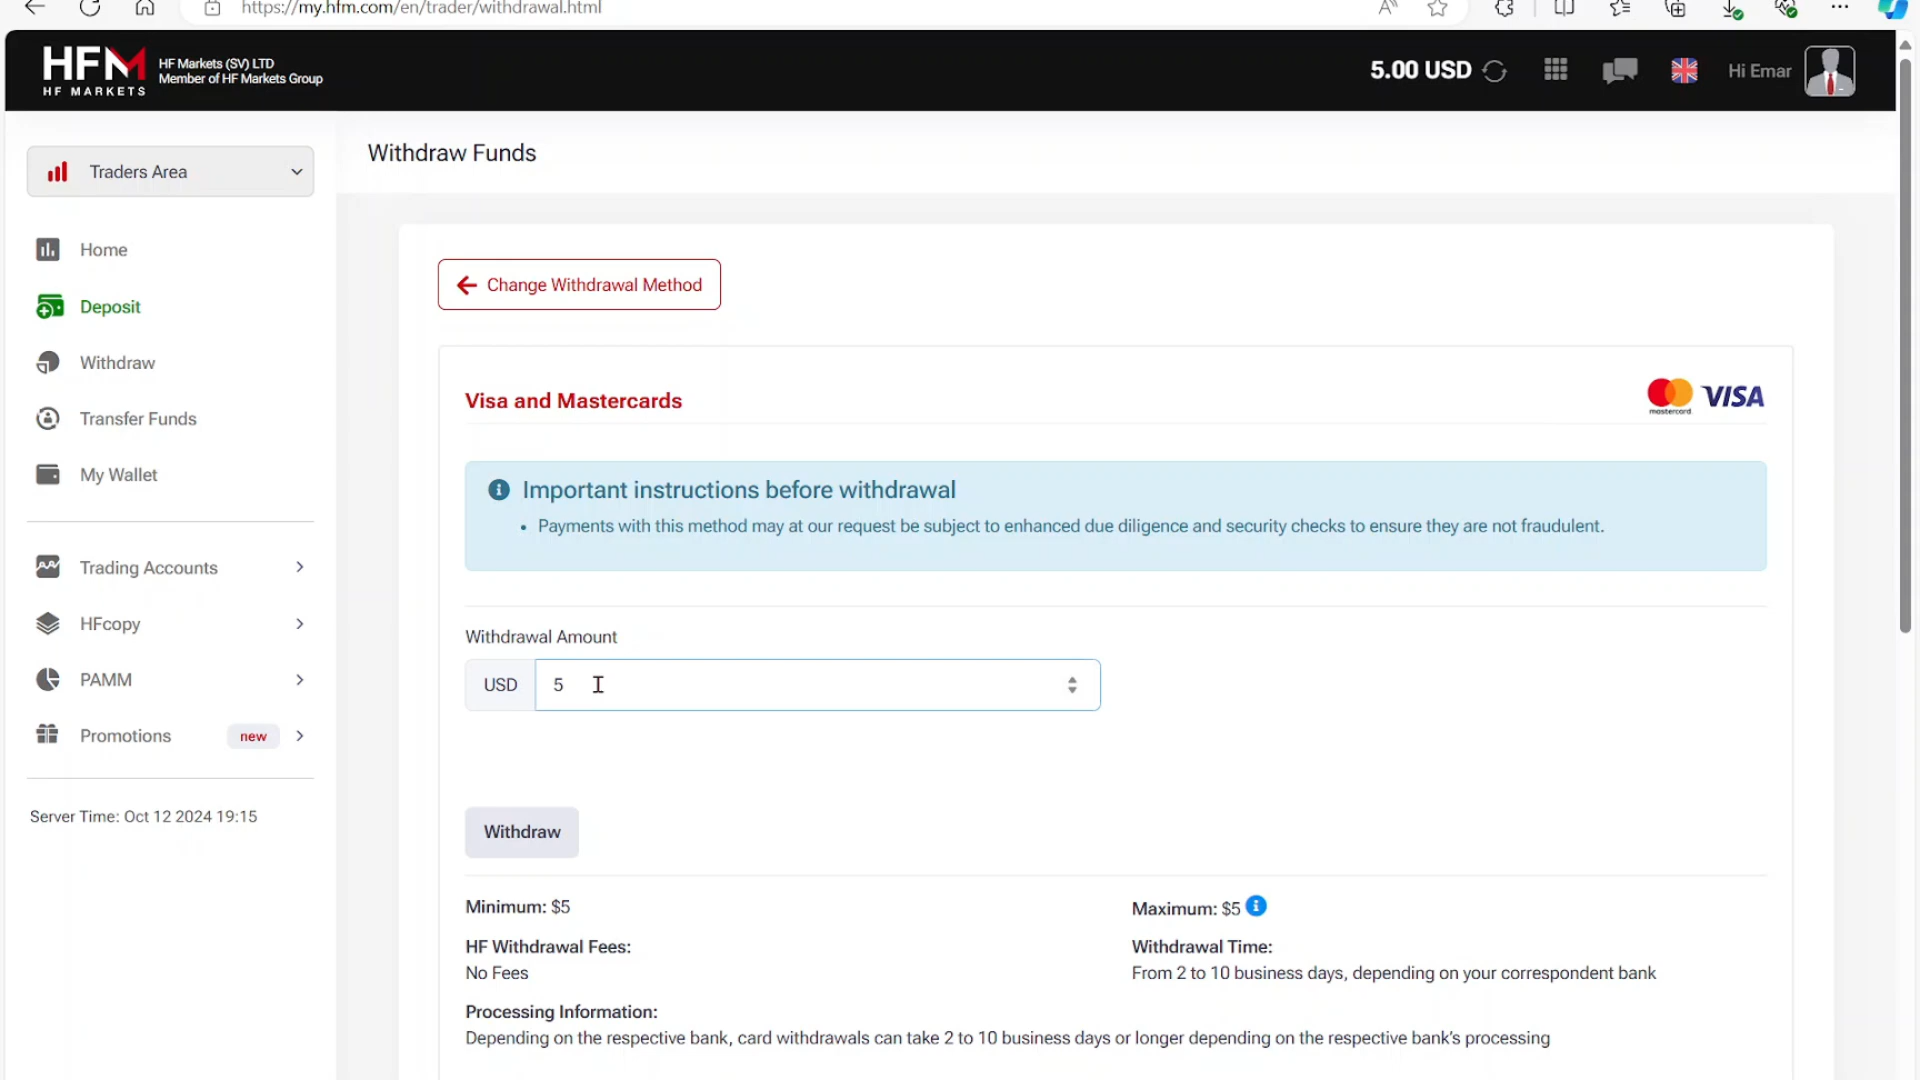 https://my.hfm.com/en/trader/withdrawal.html
HFM
HF MARKETS
HF Markets (SV) LTD
Member of HF Markets Group
5.00 USD
Hi Emar
Traders Area
Home
Deposit
Withdraw
Transfer Funds
My Wallet
Trading Accounts
HFcopy
PAMM
Promotions new
Server Time: Oct 12 2024 19:15
Withdraw Funds
Change Withdrawal Method
Visa and Mastercards
mastercard VISA
Important instructions before withdrawal
• Payments with this method may at our request be subject to enhanced due diligence and security checks to ensure they are not fraudulent.
Withdrawal Amount
USD 5
Withdraw
Minimum: $5
Maximum: $5
HF Withdrawal Fees:
No Fees
Withdrawal Time:
From 2 to 10 business days, depending on your correspondent bank
Processing Information:
Depending on the respective bank, card withdrawals can take 2 to 10 business days or longer depending on the respective bank's processing